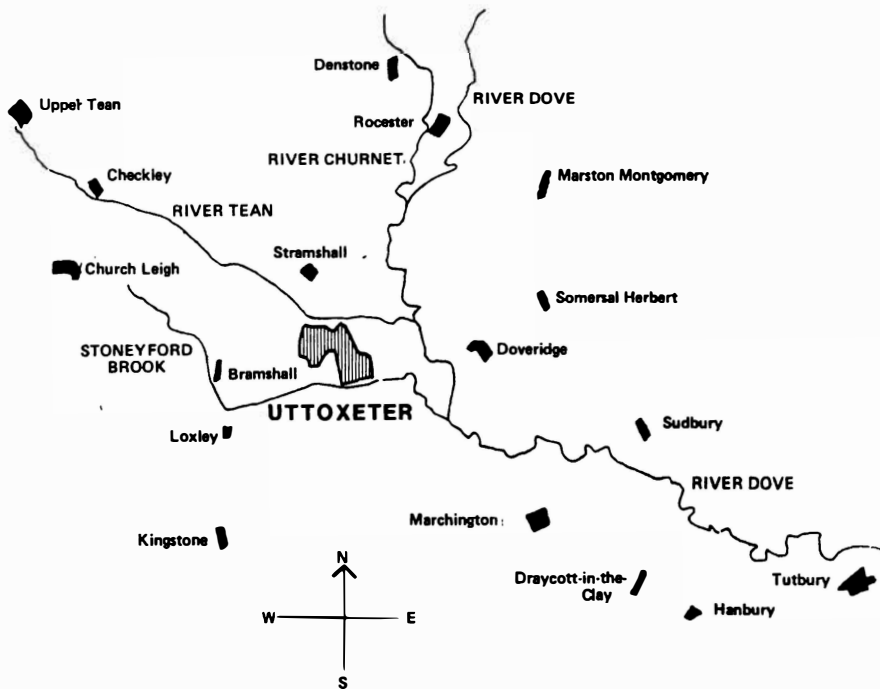 Denstone
RIVER DOVE
Upper Tean
Rocester
RIVER CHURNET
Checkley
Marston Montgomery
RIVER TEAN
Stramshall
Church Leigh
Somersal Herbert
STONEYFORD
BROOK
Doveridge
Bramshall
UTTOXETER
Loxley
Sudbury
RIVER DOVE
Marchington
Kingstone
N
Draycott-in-the-
Clay
Tutbury
Hanbury
W
E
S